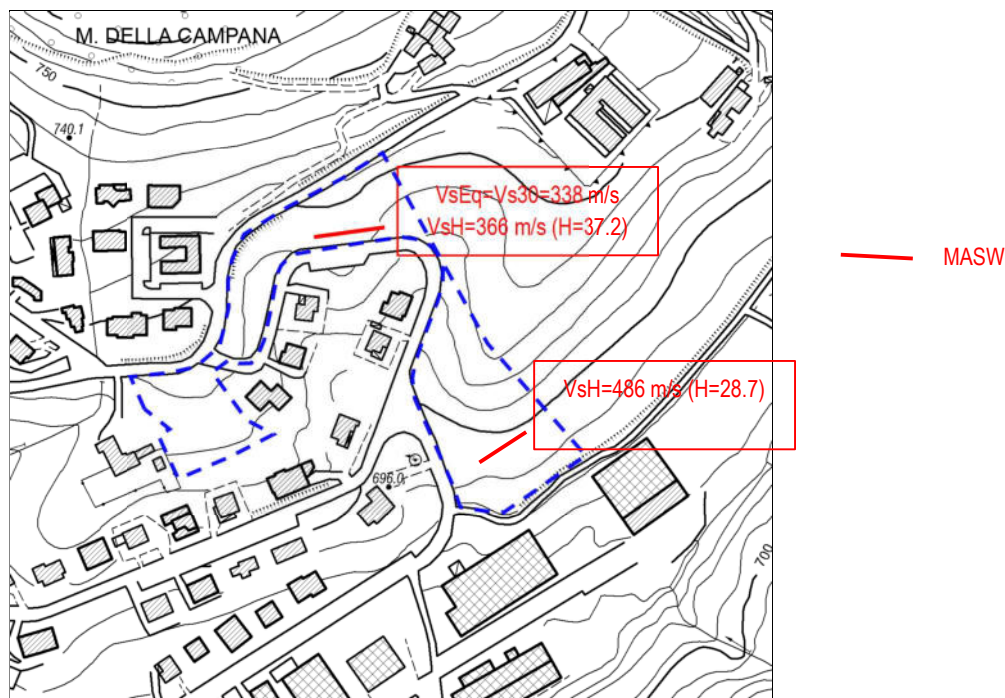 M. DELLA CAMPANA
750
740.1
VsEq=Vs30=338 m/s
VsH=366 m/s (H=37.2)
MASW
VsH=486 m/s (H=28.7)
696.0
700